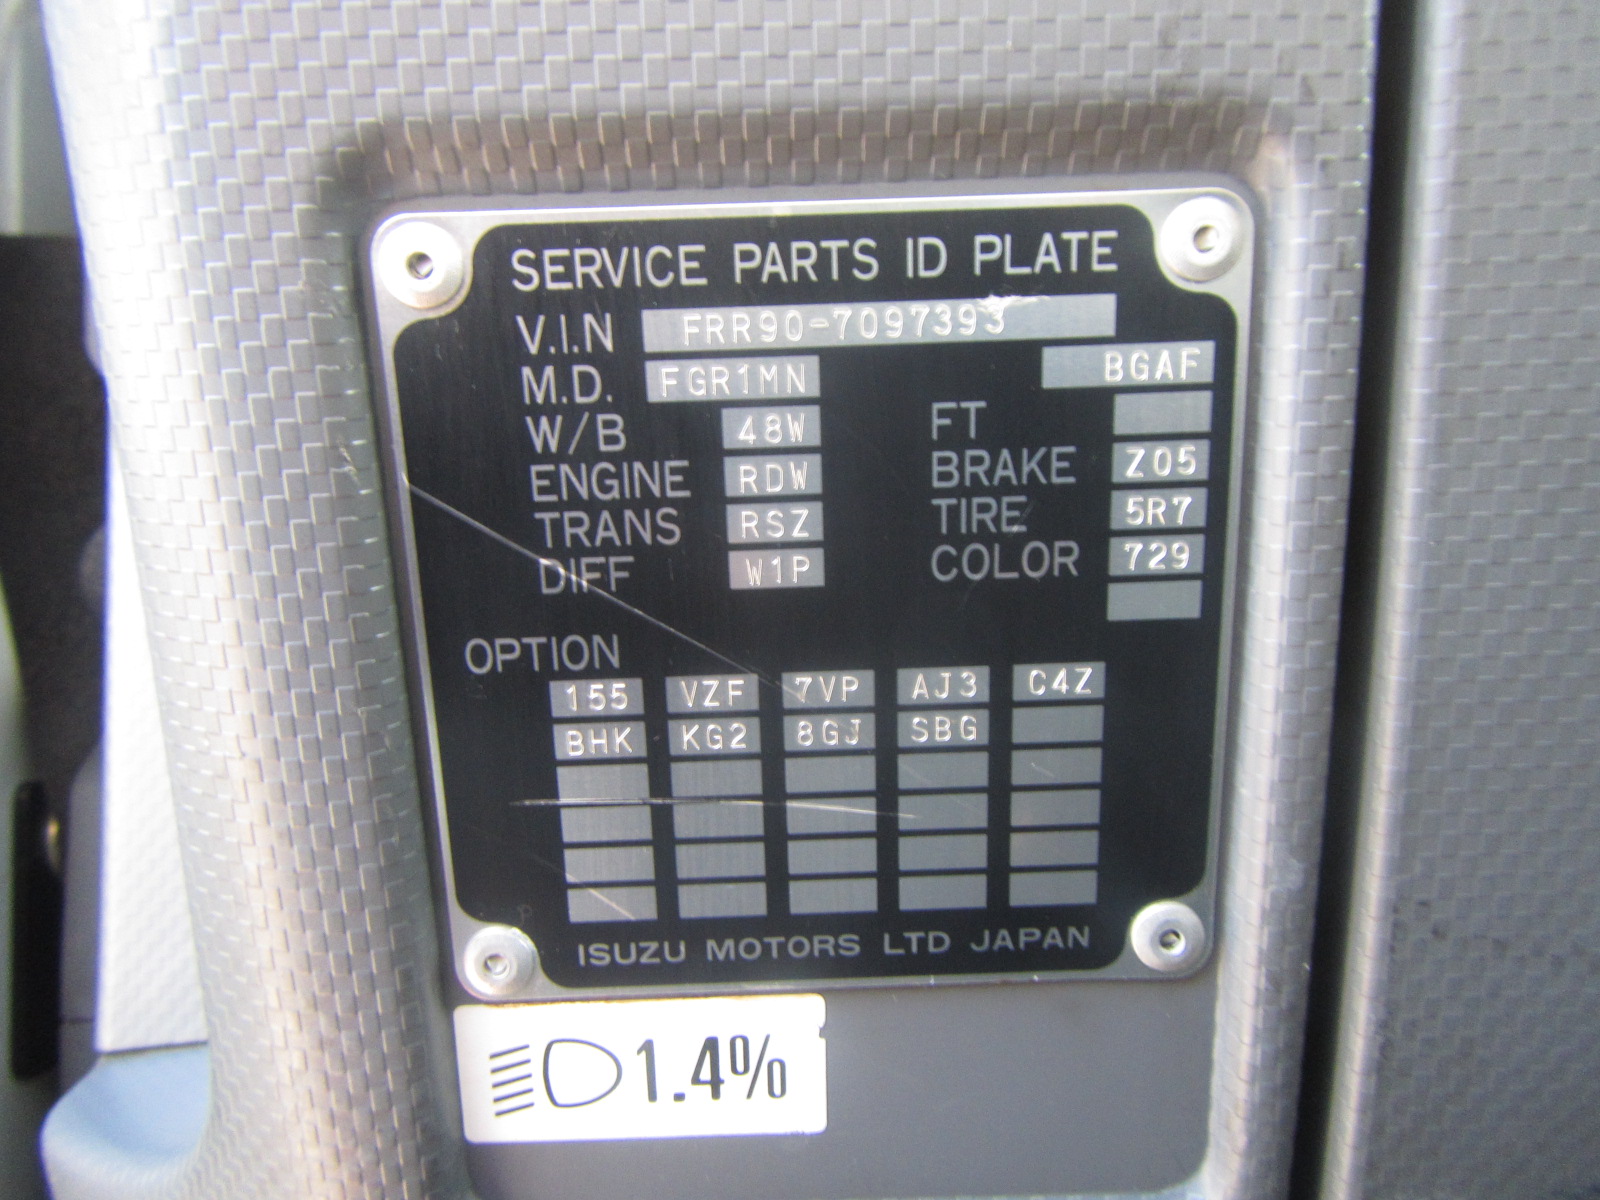 SERVICE PARTS ID PLATE
V.I.N FRR90-7097393
M.D. FGR1MN BGAF
W/B 48W FT
ENGINE RDW BRAKE Z05
TRANS RSZ TIRE 5R7
DIFF W1P COLOR 729
OPTION
155 VZF 7VP AJ3 C4Z
BHK KG2 8GJ SBG
ISUZU MOTORS LTD JAPAN
1.4%